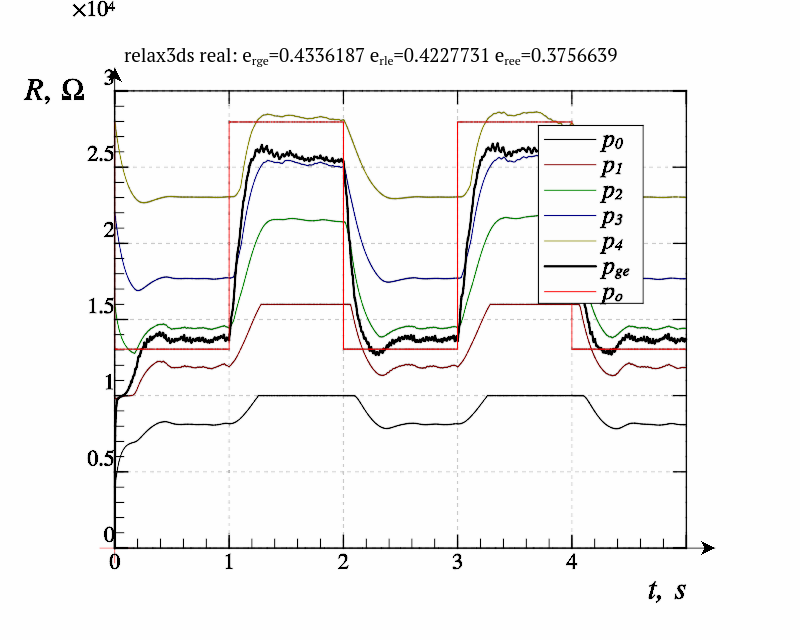 ×10⁴
relax3ds real: e_rge=0.4336187 e_rle=0.4227731 e_ree=0.3756639
R, Ω
3
2.5
2
1.5
1
0.5
0
0 1 2 3 4
t, s
p_0
p_1
p_2
p_3
p_4
p_ge
p_o